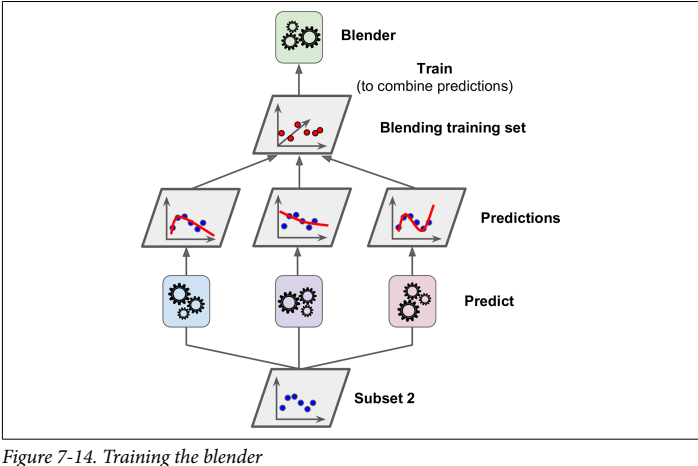 Blender
Train
(to combine predictions)
Blending training set
Predictions
Predict
Subset 2
Figure 7-14. Training the blender